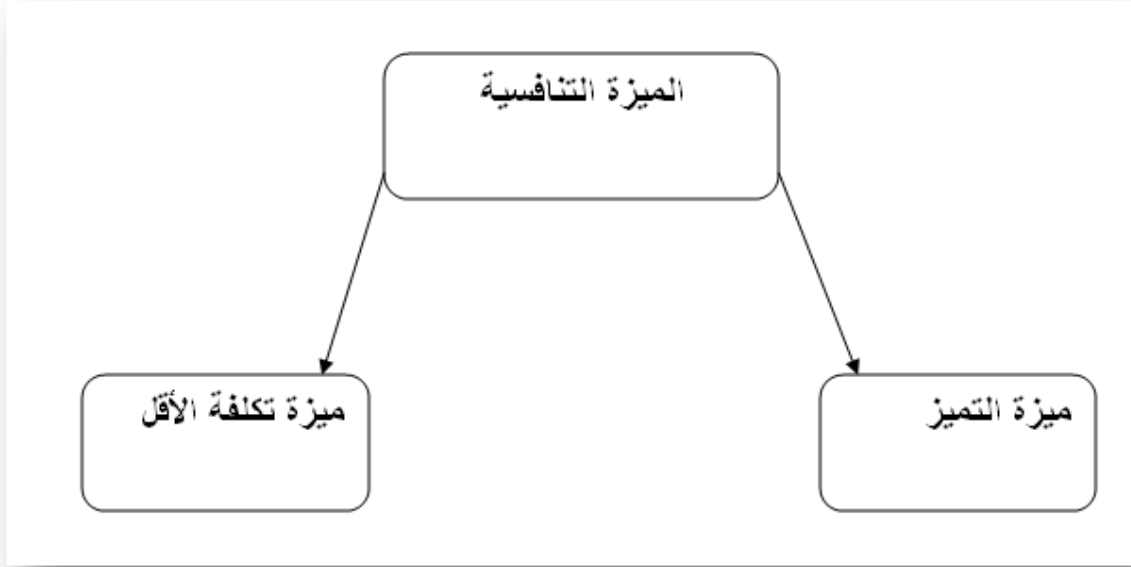 الميزة التنافسية
ميزة التميز
ميزة تكلفة الأقل